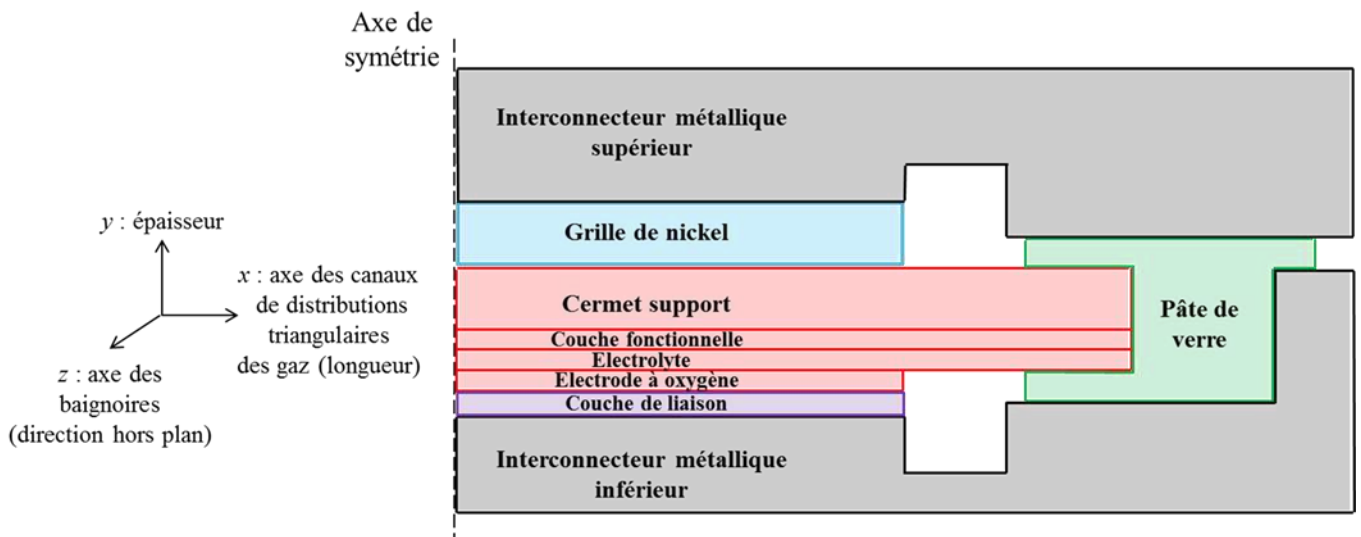 Axe de
symétrie
Interconnecteur métallique
supérieur
y : épaisseur
x : axe des canaux
de distributions
triangulaires
des gaz (longueur)
z : axe des
baignoires
(direction hors plan)
Grille de nickel
Cermet support
Couche fonctionnelle
Electrolyte
Electrode à oxygène
Couche de liaison
Pâte de
verre
Interconnecteur métallique
inférieur